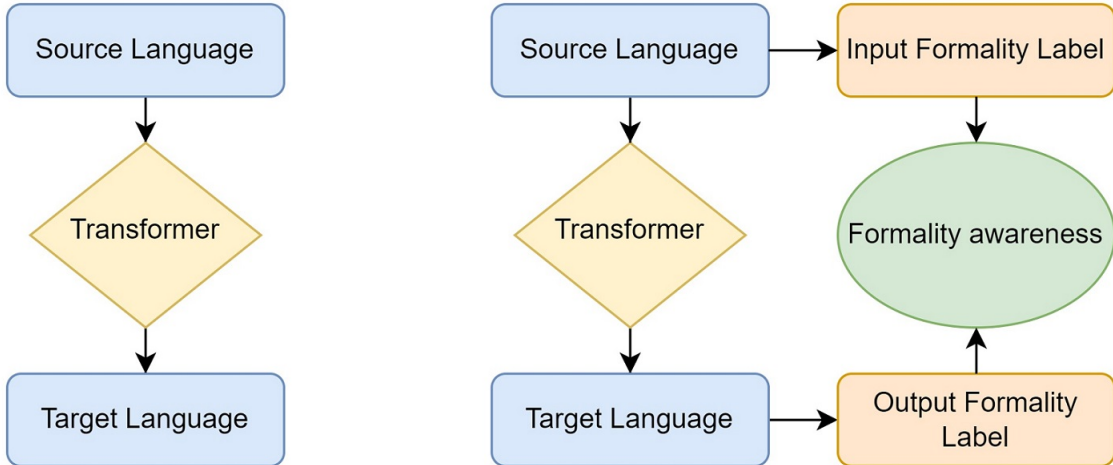 Source Language
Transformer
Target Language
Source Language
Input Formality Label
Transformer
Formality awareness
Target Language
Output Formality
Label